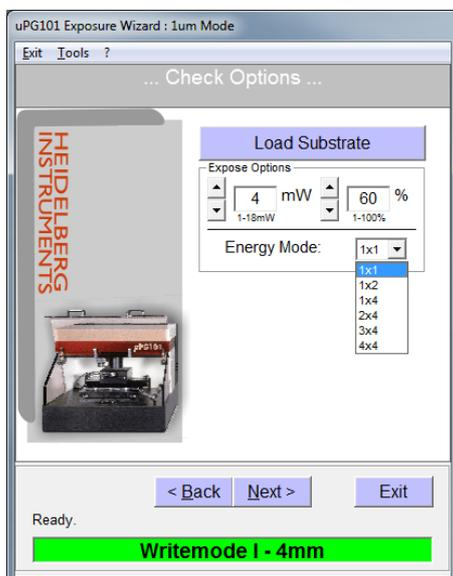 uPG101 Exposure Wizard : 1um Mode
Exit Tools ?
... Check Options ...
HEIDELBERG
INSTRUMENTS
µPG101
Load Substrate
Expose Options
4 mW 60 %
1-18mW 1-100%
Energy Mode: 1x1
1x1
1x2
1x4
2x4
3x4
4x4
< Back Next > Exit
Ready.
Writemode I - 4mm